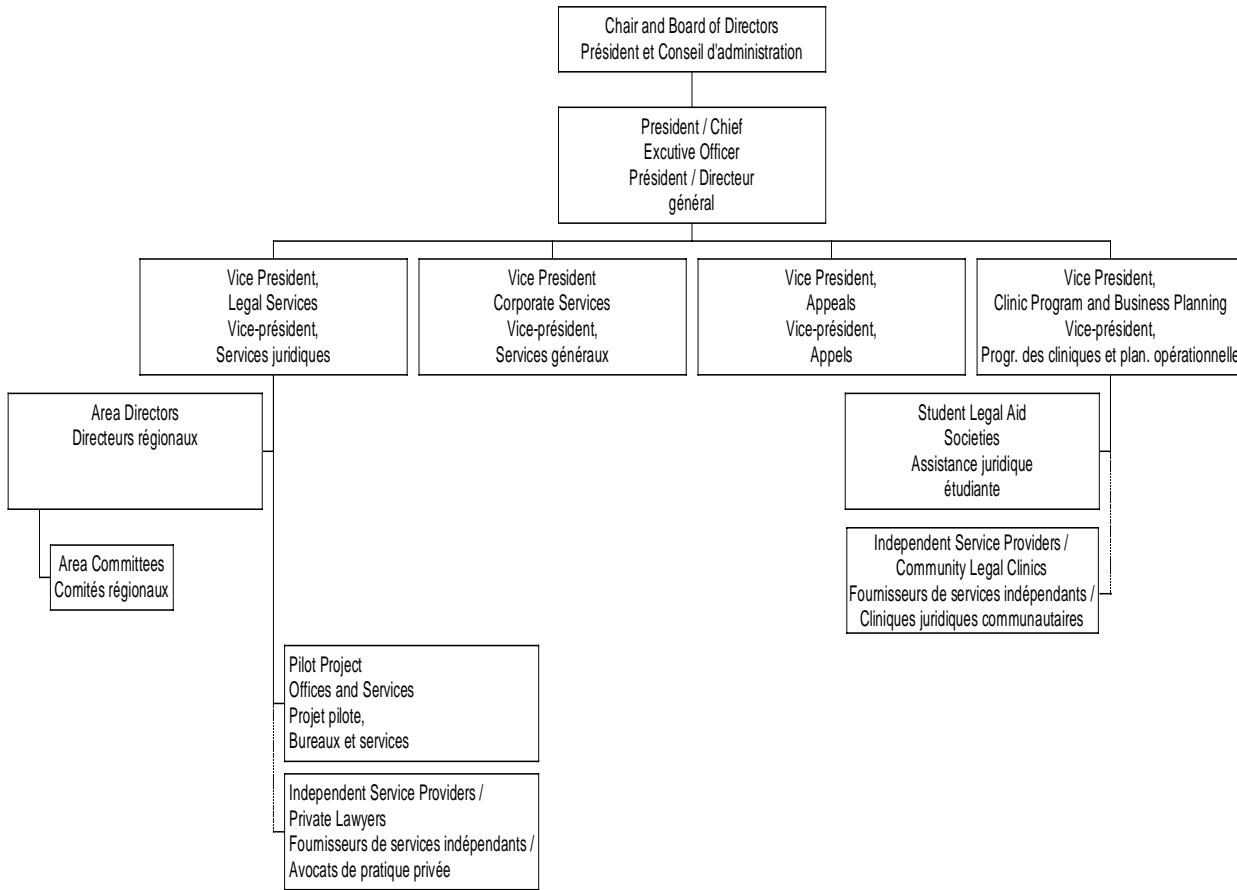 Chair and Board of Directors
Président et Conseil d'administration
President / Chief
Excutive Officer
Président / Directeur
général
Vice President,
Legal Services
Vice-président,
Services juridiques
Vice President
Corporate Services
Vice-président,
Services généraux
Vice President,
Appeals
Vice-président,
Appels
Vice President,
Clinic Program and Business Planning
Vice-président,
Progr. des cliniques et plan. opérationnelle
Area Directors
Directeurs régionaux
Area Committees
Comités régionaux
Student Legal Aid
Societies
Assistance juridique
étudiante
Independent Service Providers /
Community Legal Clinics
Fournisseurs de services indépendants /
Cliniques juridiques communautaires
Pilot Project
Offices and Services
Projet pilote,
Bureaux et services
Independent Service Providers /
Private Lawyers
Fournisseurs de services indépendants /
Avocats de pratique privée